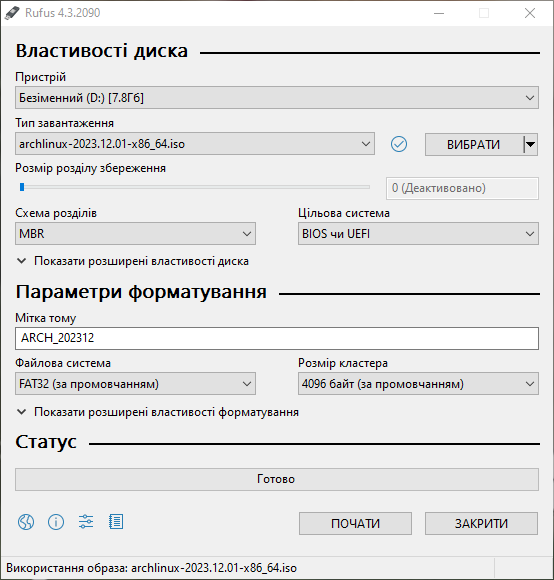 Rufus 4.3.2090
Властивості диска
Пристрій
Безіменний (D:) [7.8Гб]
Тип завантаження
archlinux-2023.12.01-x86_64.iso
ВИБРАТИ
Розмір розділу збереження
0 (Деактивовано)
Схема розділів
Цільова система
MBR
BIOS чи UEFI
Показати розширені властивості диска
Параметри форматування
Мітка тому
ARCH_202312
Файлова система
Розмір кластера
FAT32 (за промовчанням)
4096 байт (за промовчанням)
Показати розширені властивості форматування
Статус
Готово
ПОЧАТИ
ЗАКРИТИ
Використання образа: archlinux-2023.12.01-x86_64.iso